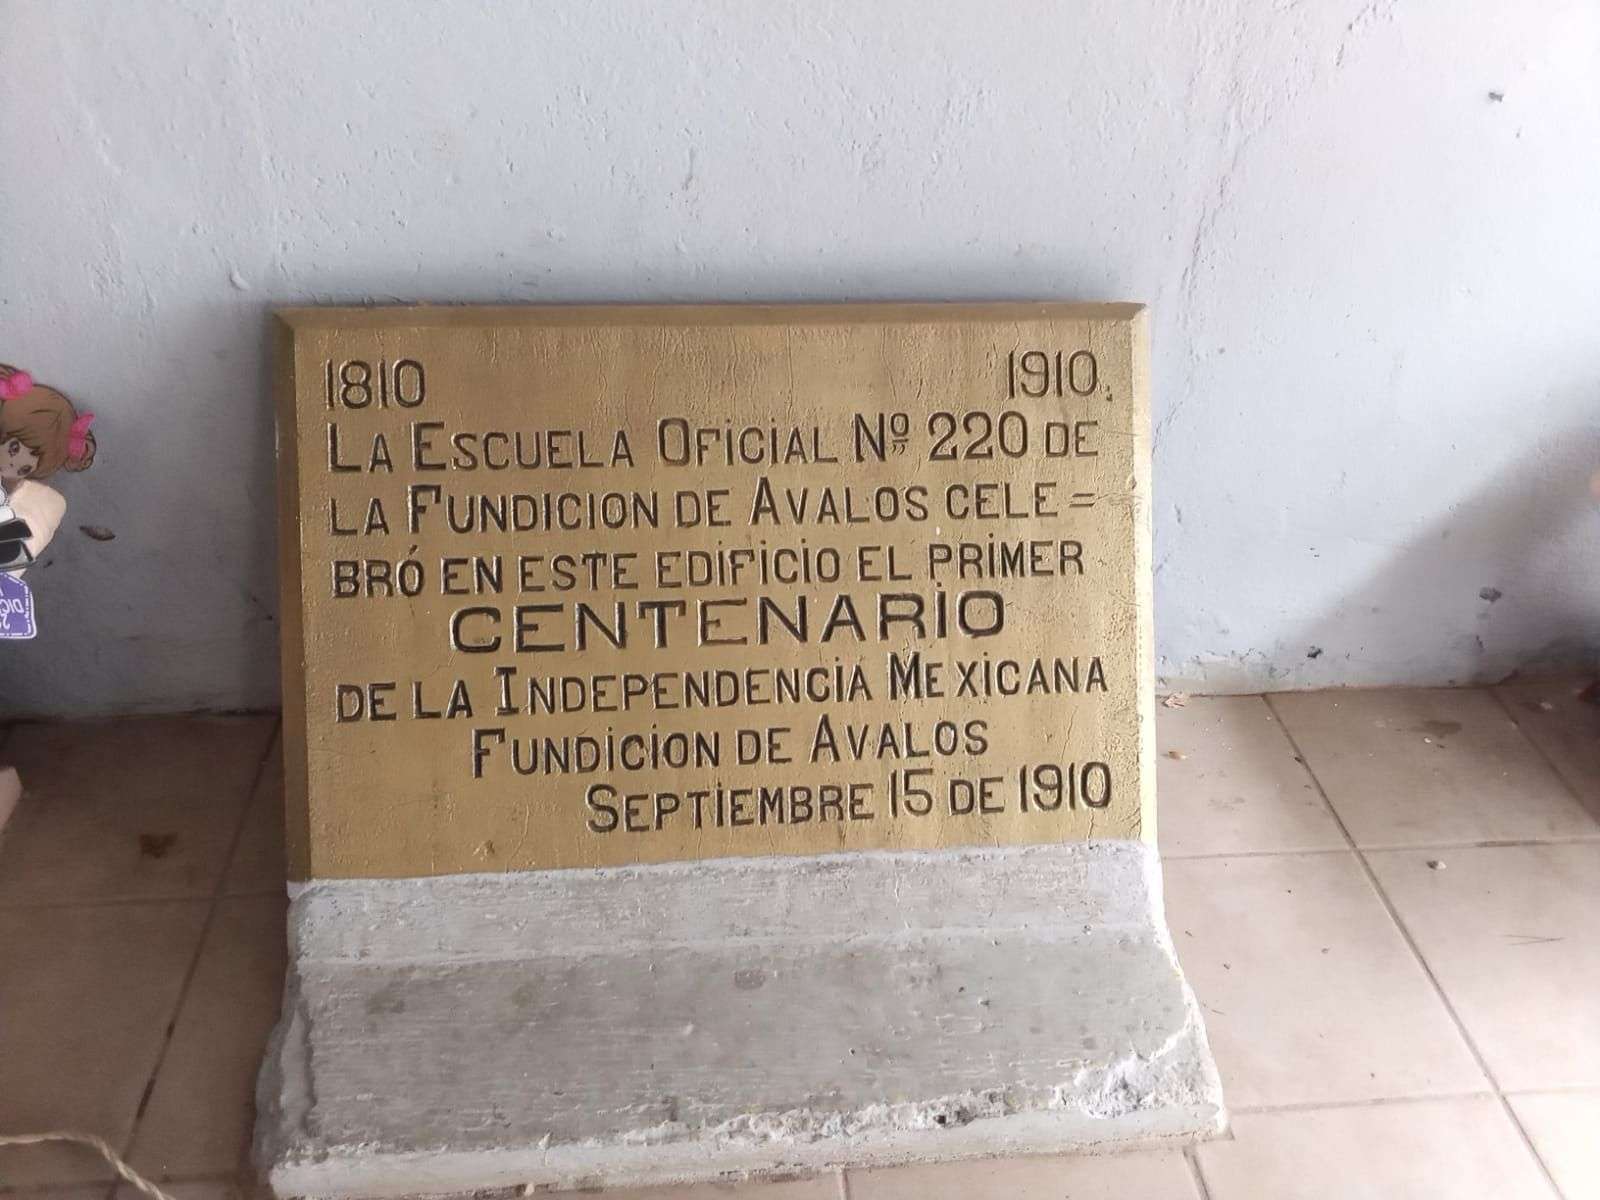 1810 1910.
LA ESCUELA OFICIAL Nº 220 DE
LA FUNDICION DE AVALOS CELE=
BRÓ EN ESTE EDIFICIO EL PRIMER
CENTENARIO
DE LA INDEPENDENCIA MEXICANA
FUNDICION DE AVALOS
SEPTIEMBRE 15 DE 1910